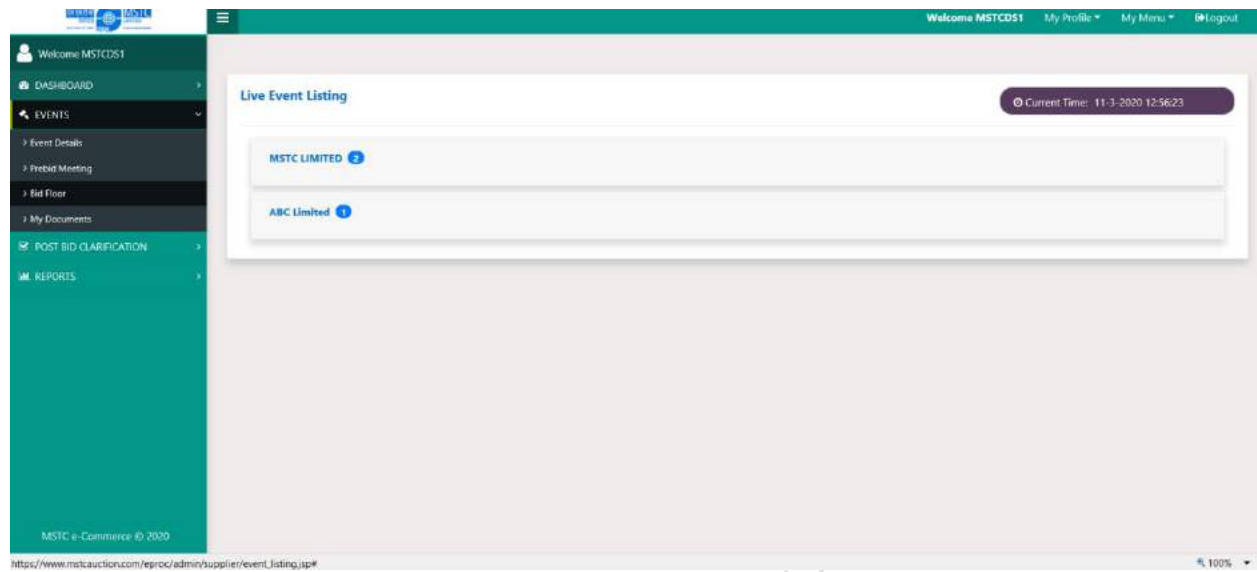 MSTC
Welcome MSTCDS1 My Profile My Menu Logout
Welcome MSTCDS1
DASHBOARD
EVENTS
Event Details
Prebid Meeting
Bid Floor
My Documents
POST BID CLARIFICATION
REPORTS
Live Event Listing
Current Time: 11-3-2020 12:56:23
MSTC LIMITED 2
ABC Limited 1
MSTC e-Commerce © 2020
https://www.mstcauction.com/eproc/admin/supplier/event_listing.jsp#
100%